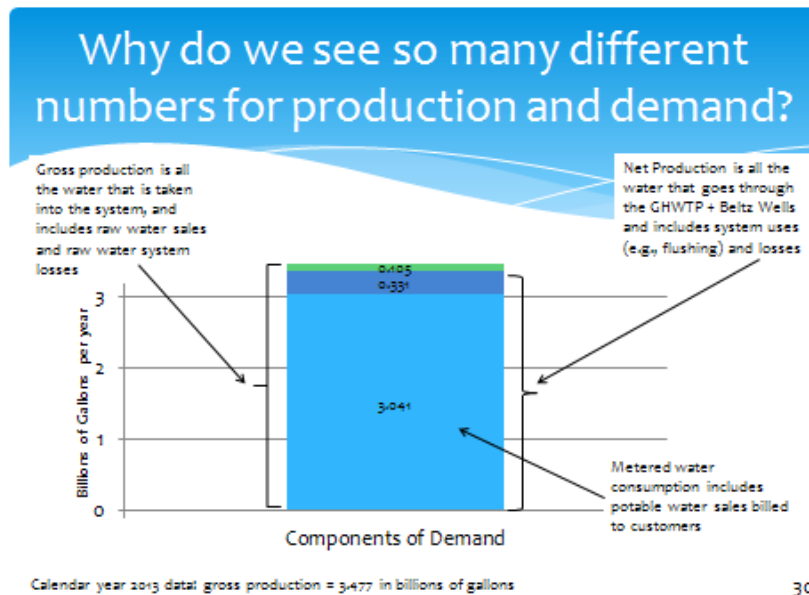 Why do we see so many different
numbers for production and demand?
Gross production is all
the water that is taken
into the system, and
includes raw water sales
and raw water system
losses
Net Production is all the
water that goes through
the GHWTP + Beltz Wells
and includes system uses
(e.g., flushing) and losses
0.105
0.331
3
2
3.041
1
0
Billions of Gallons per year
Metered water
consumption includes
potable water sales billed
to customers
Components of Demand
Calendar year 2013 data: gross production = 3.477 in billions of gallons
30